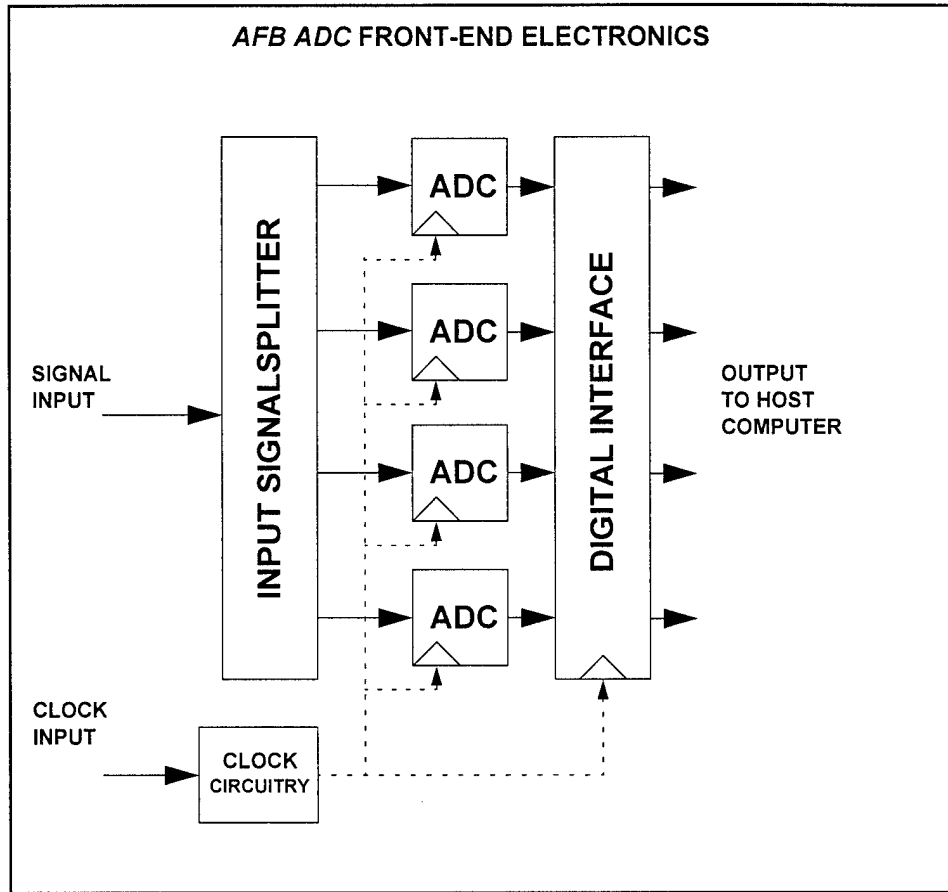 AFB ADC FRONT-END ELECTRONICS
INPUT SIGNALSPLITTER
ADC
ADC
ADC
ADC
DIGITAL INTERFACE
SIGNAL
INPUT
OUTPUT
TO HOST
COMPUTER
CLOCK
INPUT
CLOCK
CIRCUITRY